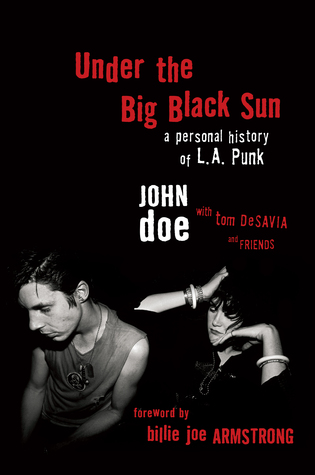 Under the
Big Black Sun
a personal history
of L.A. Punk
JOHN
doe
with tom DeSAVIA
and FRIENDS
foreword by
billie joe ARMSTRONG